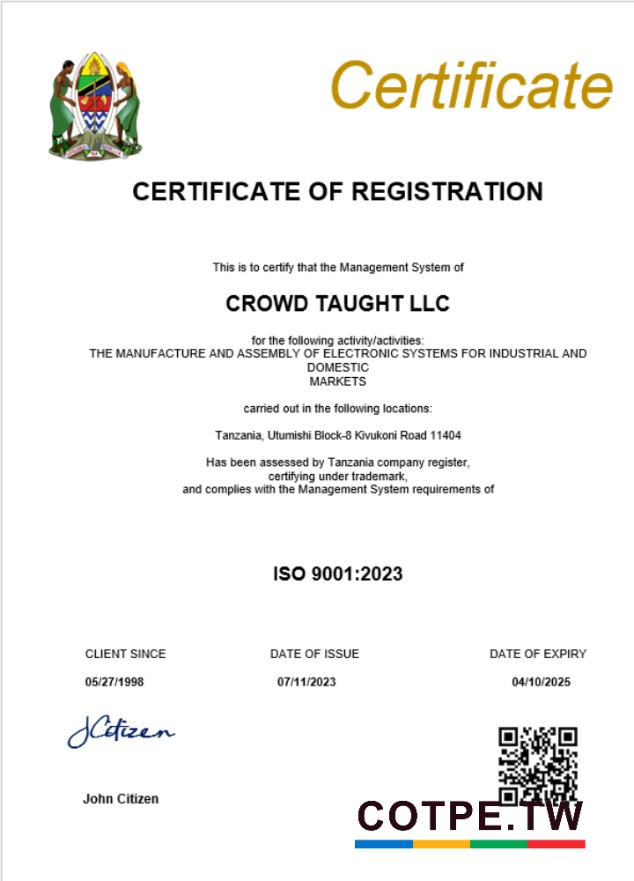 Certificate
CERTIFICATE OF REGISTRATION
This is to certify that the Management System of
CROWD TAUGHT LLC
for the following activity/activities:
THE MANUFACTURE AND ASSEMBLY OF ELECTRONIC SYSTEMS FOR INDUSTRIAL AND
DOMESTIC
MARKETS
carried out in the following locations:
Tanzania, Utumishi Block-8 Kivukoni Road 11404
Has been assessed by Tanzania company register,
certifying under trademark,
and complies with the Management System requirements of
ISO 9001:2023
CLIENT SINCE DATE OF ISSUE DATE OF EXPIRY
05/27/1998 07/11/2023 04/10/2025
JCitizen
John Citizen
COTPE.TW